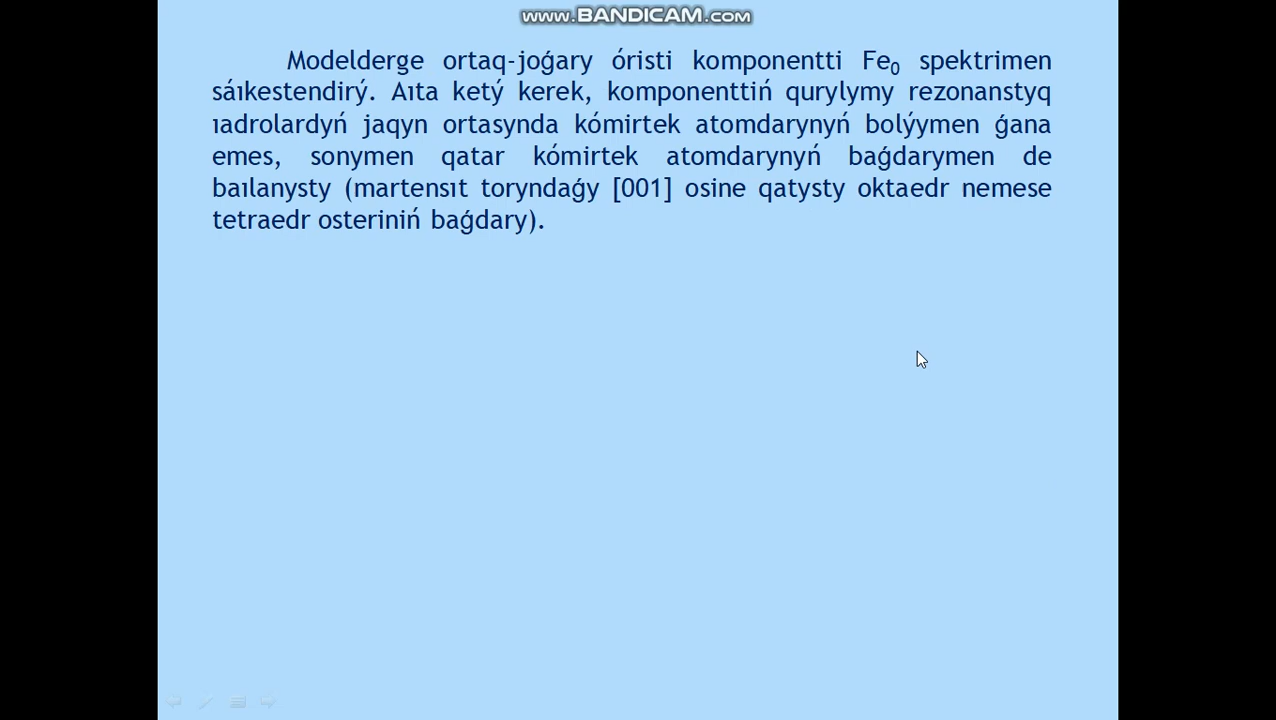 www.BANDICAM.com
Modelderge ortaq-joǵary óristi komponentti Fe₀ spektrimen
sáıkestendirý. Aıta ketý kerek, komponenttiń qurylymy rezonanstyq
ıadrolardyń jaqyn ortasynda kómirtek atomdarynyń bolýymen ǵana
emes, sonymen qatar kómirtek atomdarynyń baǵdarymen de
baılanysty (martensıt toryndaǵy [001] osine qatysty oktaedr nemese
tetraedr osteriniń baǵdary).